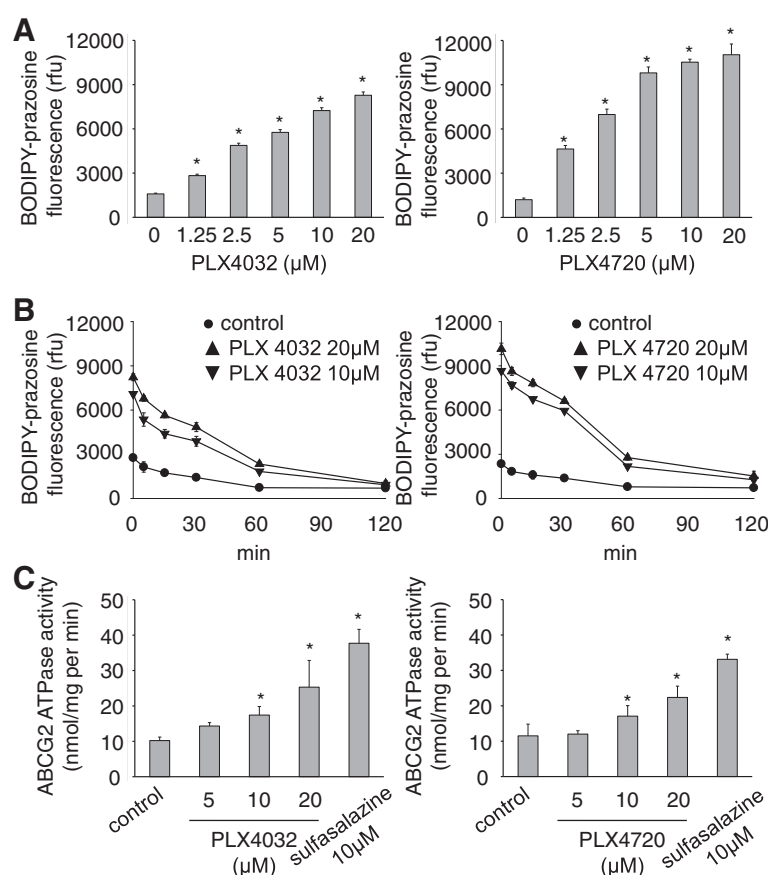 A
BODIPY-prazosine
fluorescence (rfu)
12000
9000
6000
3000
0
*
*
*
*
*
0 1.25 2.5 5 10 20
PLX4032 (µM)
BODIPY-prazosine
fluorescence (rfu)
12000
9000
6000
3000
0
*
*
*
*
*
0 1.25 2.5 5 10 20
PLX4720 (µM)
B
BODIPY-prazosine
fluorescence (rfu)
12000
9000
6000
3000
0
control
PLX 4032 20µM
PLX 4032 10µM
0 30 60 90 120
min
BODIPY-prazosine
fluorescence (rfu)
12000
9000
6000
3000
0
control
PLX 4720 20µM
PLX 4720 10µM
0 30 60 90 120
min
C
ABCG2 ATPase activity
(nmol/mg per min)
50
40
30
20
10
0
*
*
*
control
5 10 20
PLX4032
(µM)
sulfasalazine
10µM
ABCG2 ATPase activity
(nmol/mg per min)
50
40
30
20
10
0
*
*
*
control
5 10 20
PLX4720
(µM)
sulfasalazine
10µM